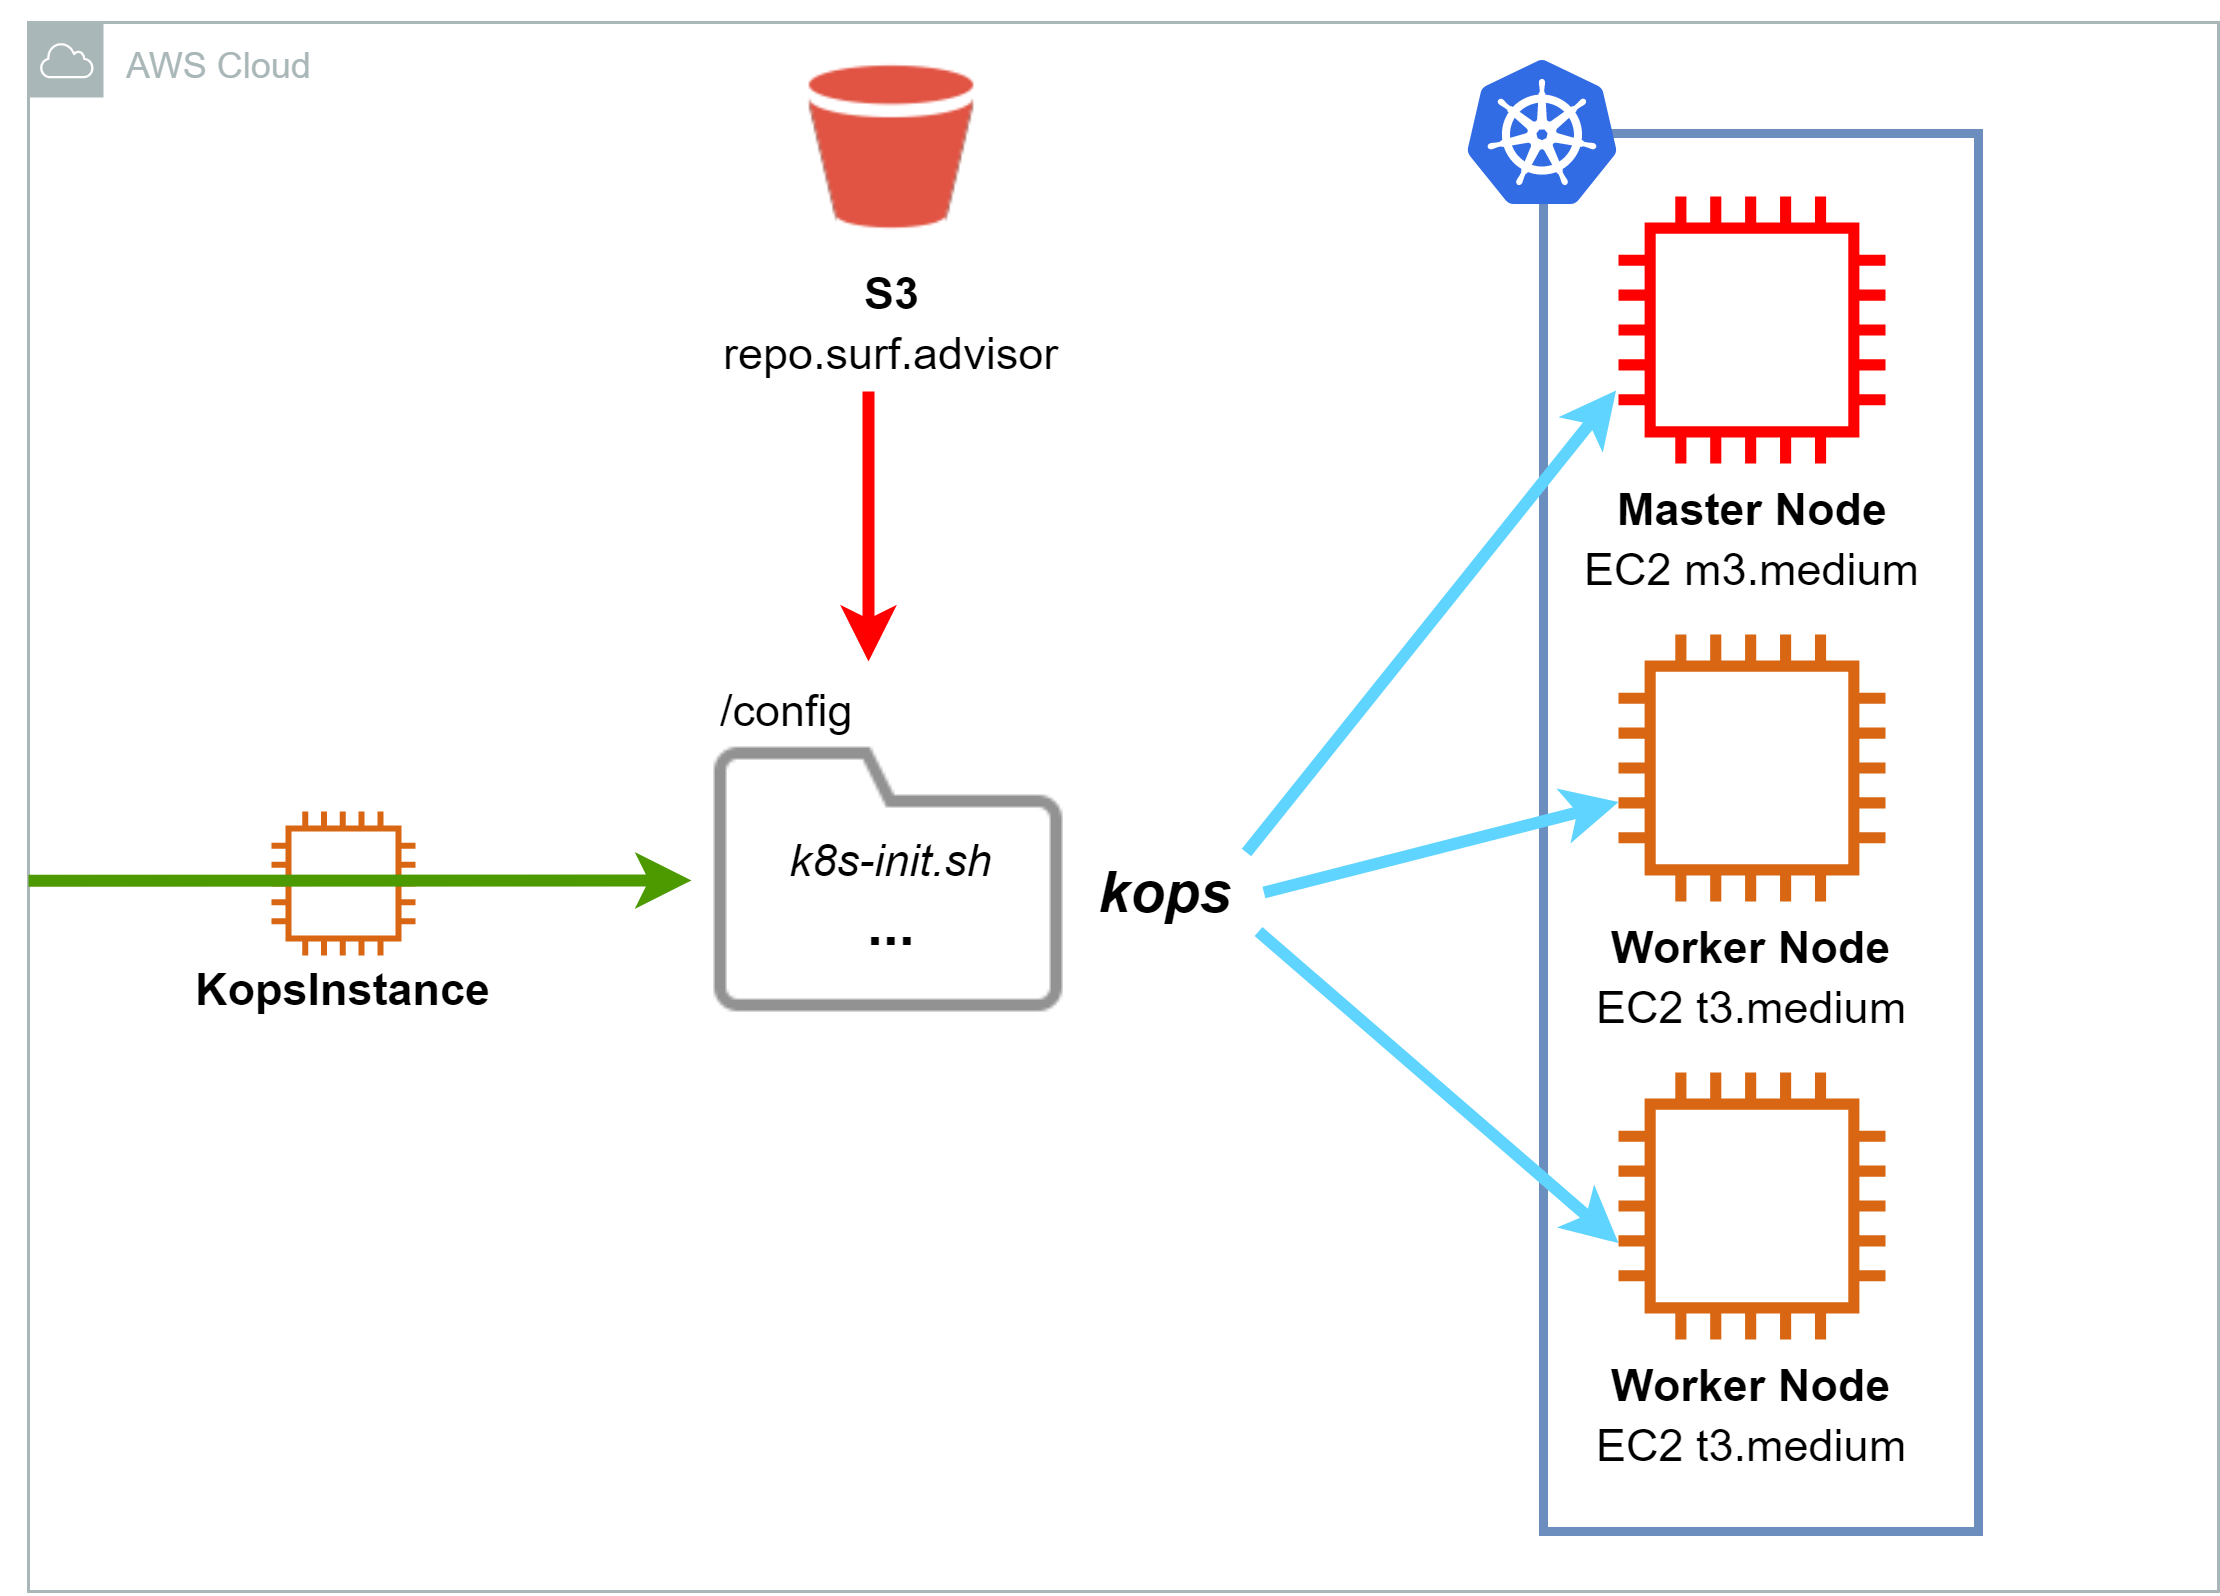 AWS Cloud
S3
repo.surf.advisor
/config
k8s-init.sh
...
KopsInstance
kops
Master Node
EC2 m3.medium
Worker Node
EC2 t3.medium
Worker Node
EC2 t3.medium